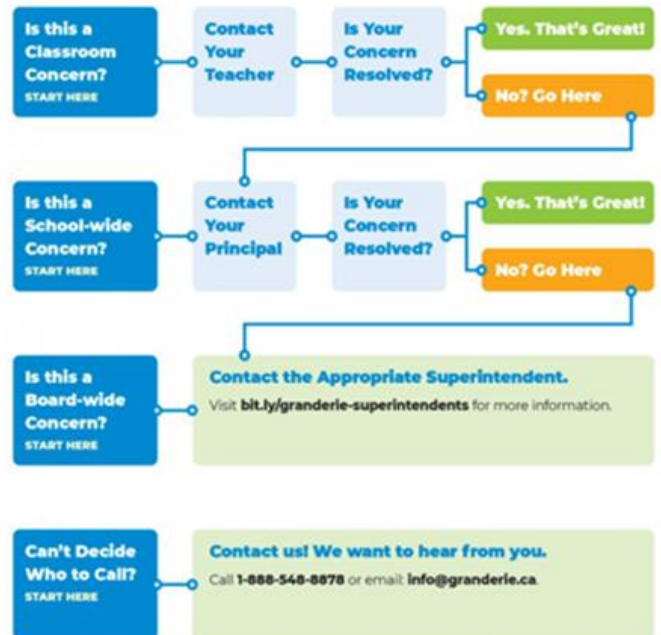 Is this a
Classroom
Concern?
START HERE
Contact
Your
Teacher
Is Your
Concern
Resolved?
Yes. That's Great!
No? Go Here
Is this a
School-wide
Concern?
START HERE
Contact
Your
Principal
Is Your
Concern
Resolved?
Yes. That's Great!
No? Go Here
Is this a
Board-wide
Concern?
START HERE
Contact the Appropriate Superintendent.
Visit bit.ly/granderie-superintendents for more information.
Can't Decide
Who to Call?
START HERE
Contact us! We want to hear from you.
Call 1-888-548-8878 or email: info@granderie.ca.